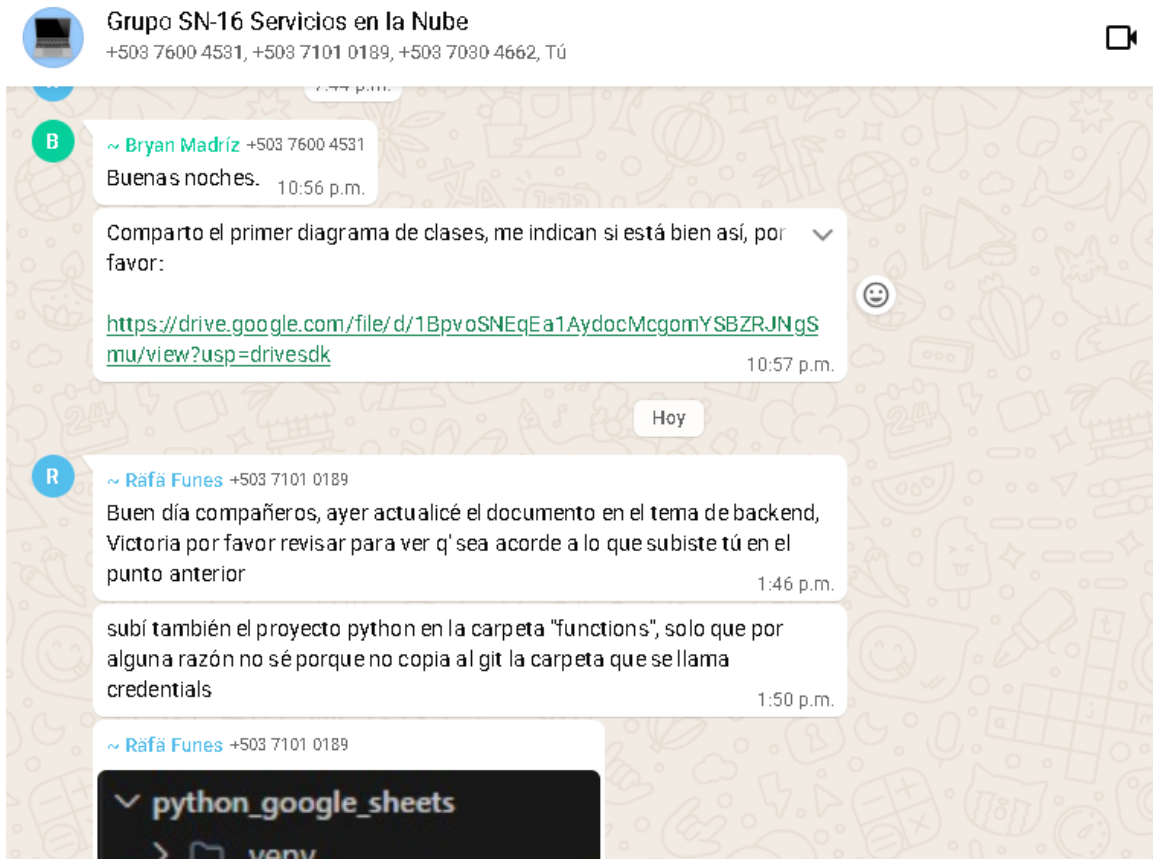 Grupo SN-16 Servicios en la Nube
+503 7600 4531, +503 7101 0189, +503 7030 4662, Tú
7:44 p.m.
B
~ Bryan Madríz +503 7600 4531
Buenas noches. 10:56 p.m.
Comparto el primer diagrama de clases, me indican si está bien así, por
favor:
https://drive.google.com/file/d/1BpvoSNEqEa1AydocMcgomYSBZRJNgS
mu/view?usp=drivesdk
10:57 p.m.
Hoy
R
~ Räfä Funes +503 7101 0189
Buen día compañeros, ayer actualicé el documento en el tema de backend,
Victoria por favor revisar para ver q' sea acorde a lo que subiste tú en el
punto anterior
1:46 p.m.
subí también el proyecto python en la carpeta "functions", solo que por
alguna razón no sé porque no copia al git la carpeta que se llama
credentials
1:50 p.m.
~ Räfä Funes +503 7101 0189
python_google_sheets
venv